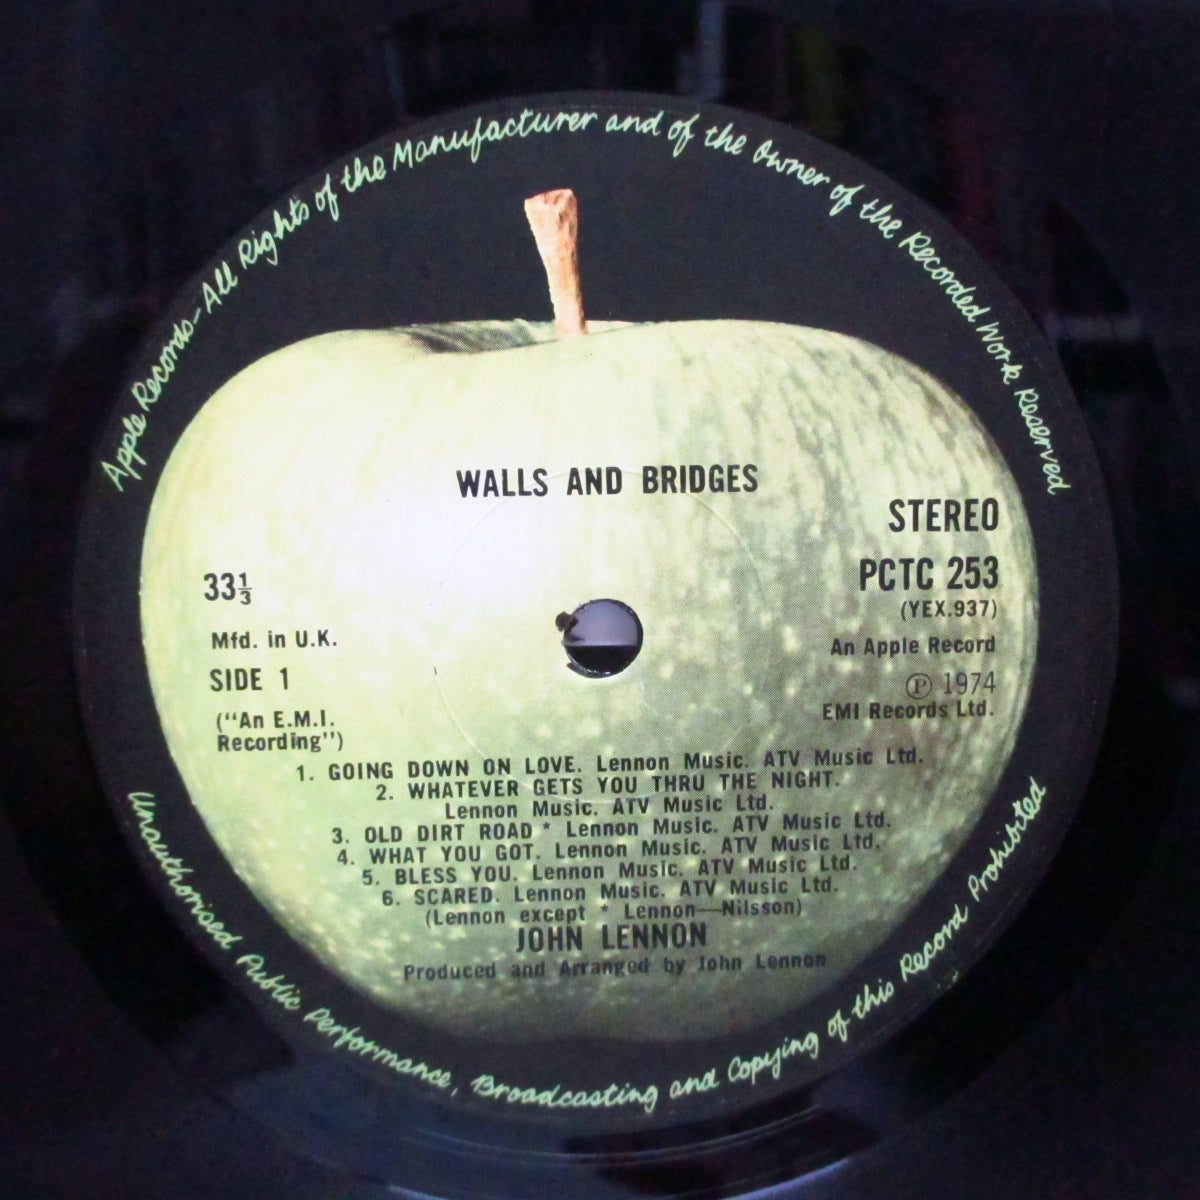 Apple Records-All Rights of the Manufacturer and of the Owner of the Recorded Work Reserved
WALLS AND BRIDGES
STEREO
33⅓
PCTC 253
(YEX.937)
Mfd. in U.K.
An Apple Record
SIDE 1
℗ 1974
("An E.M.I.
Recording")
EMI Records Ltd.
1. GOING DOWN ON LOVE. Lennon Music. ATV Music Ltd.
2. WHATEVER GETS YOU THRU THE NIGHT.
Lennon Music. ATV Music Ltd.
3. OLD DIRT ROAD * Lennon Music. ATV Music Ltd.
4. WHAT YOU GOT. Lennon Music. ATV Music Ltd.
5. BLESS YOU. Lennon Music. ATV Music Ltd.
6. SCARED. Lennon Music. ATV Music Ltd.
(Lennon except * Lennon—Nilsson)
JOHN LENNON
Produced and Arranged by John Lennon
Unauthorised Public Performance, Broadcasting and Copying of this Record Prohibited